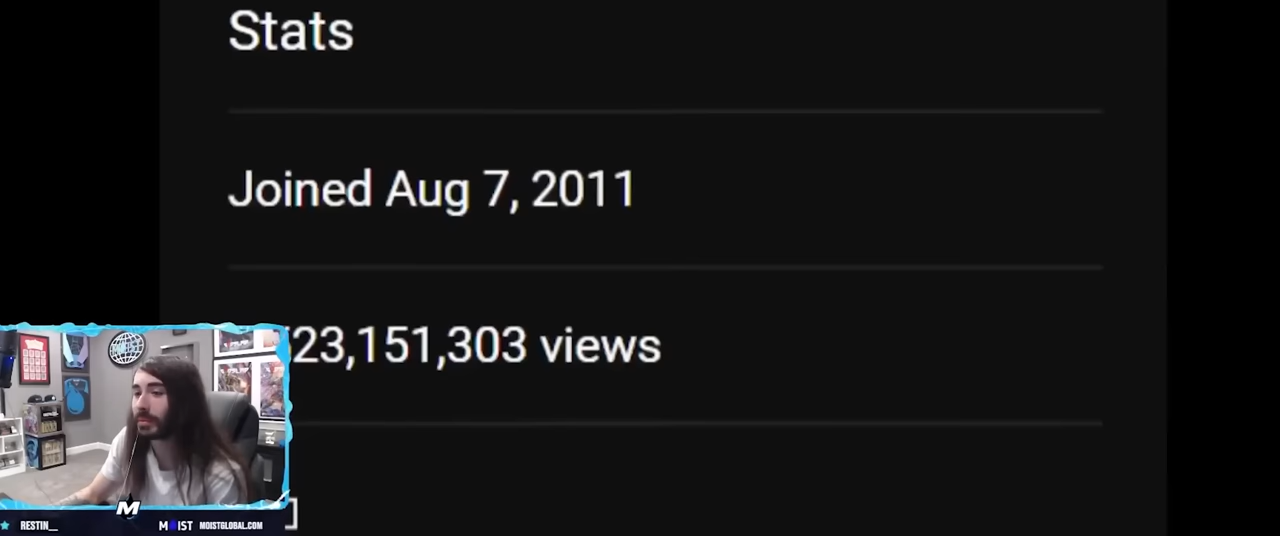 Stats
Joined Aug 7, 2011
23,151,303 views
RESTIN__
MOIST MOISTGLOBAL.COM